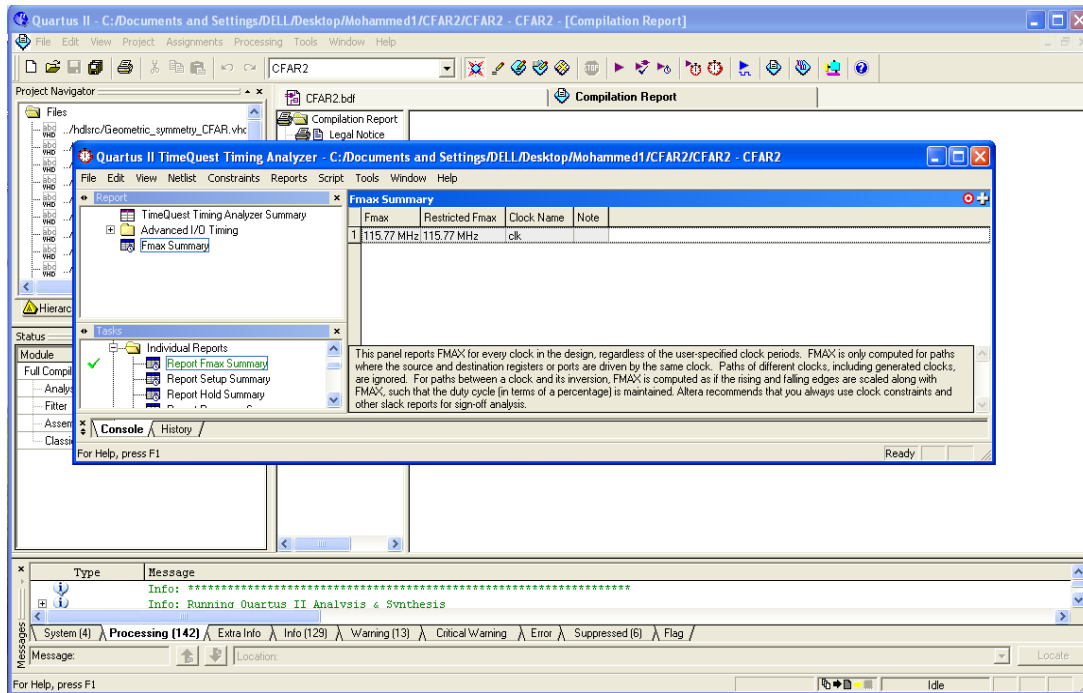 Quartus II - C:/Documents and Settings/DELL/Desktop/Mohammed1/CFAR2/CFAR2 - CFAR2 - [Compilation Report]
File Edit View Project Assignments Processing Tools Window Help
CFAR2
Project Navigator
CFAR2.bdf
Compilation Report
Files
../hdlsrc/Geometric_symmetry_CFAR.vhc
Compilation Report
Legal Notice
Quartus II TimeQuest Timing Analyzer - C:/Documents and Settings/DELL/Desktop/Mohammed1/CFAR2/CFAR2 - CFAR2
File Edit View Netlist Constraints Reports Script Tools Window Help
Report
TimeQuest Timing Analyzer Summary
Advanced I/O Timing
Fmax Summary
Fmax Summary
Fmax Restricted Fmax Clock Name Note
1 115.77 MHz 115.77 MHz clk
Hierarc
Tasks
Individual Reports
Report Fmax Summary
Report Setup Summary
Report Hold Summary
This panel reports FMAX for every clock in the design, regardless of the user-specified clock periods. FMAX is only computed for paths
where the source and destination registers or ports are driven by the same clock. Paths of different clocks, including generated clocks,
are ignored. For paths between a clock and its inversion, FMAX is computed as if the rising and falling edges are scaled along with
FMAX, such that the duty cycle (in terms of a percentage) is maintained. Altera recommends that you always use clock constraints and
other slack reports for sign-off analysis.
Console History
For Help, press F1
Ready
Status
Module
Full Compil
Analys
Fitter
Assem
Classi
Type Message
Info: *******************************************************************
Info: Running Quartus II Analysis & Synthesis
System (4) Processing (142) Extra Info Info (129) Warning (13) Critical Warning Error Suppressed (6) Flag
Messages
Message:
Location:
Locate
For Help, press F1
Idle